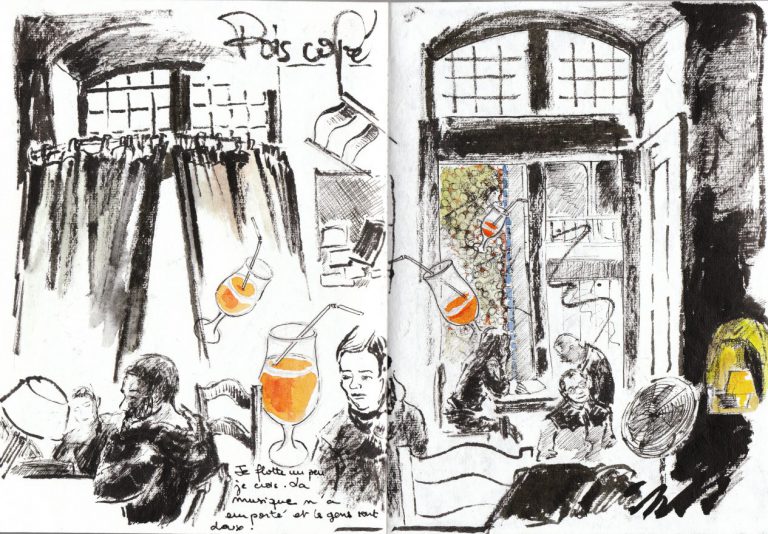 Pois café
Je flotte un peu
je crois. La
musique m'a
emporté et les gens sont
doux.